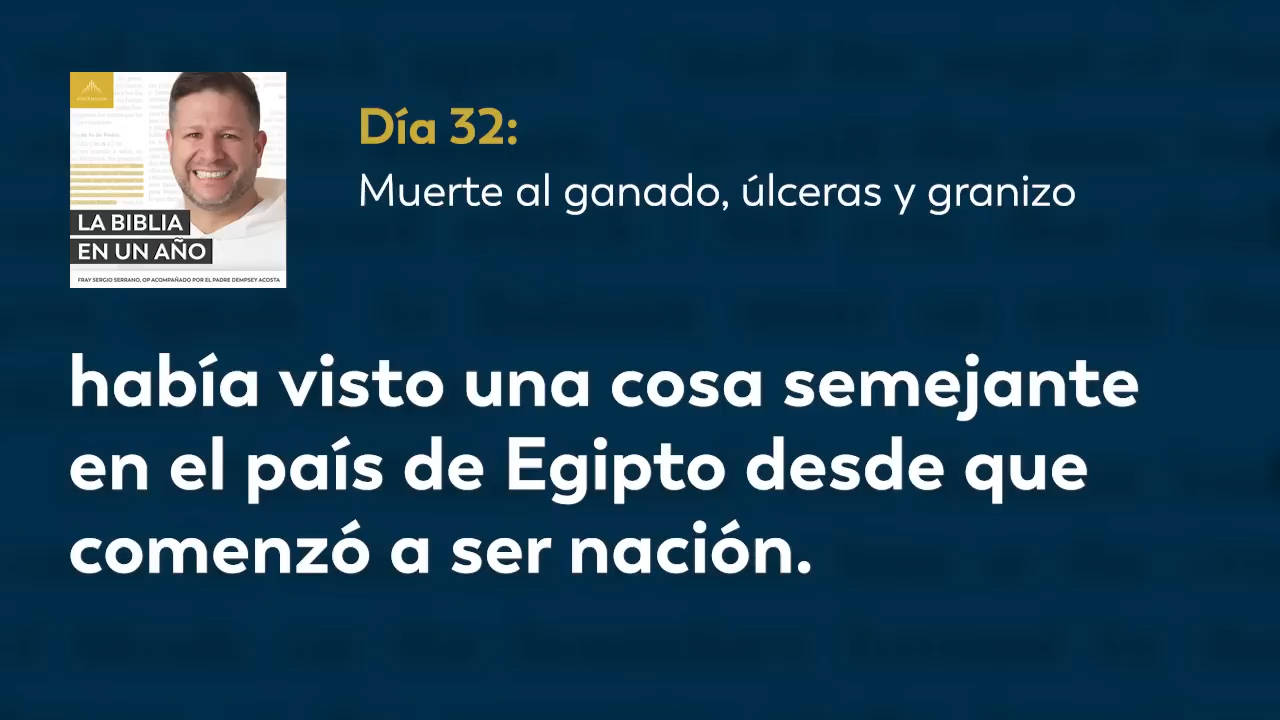 ASCENSION
LA BIBLIA
EN UN AÑO
FRAY SERGIO SERRANO, OP ACOMPAÑADO POR EL PADRE DEMPSEY ACOSTA
Día 32:
Muerte al ganado, úlceras y granizo
había visto una cosa semejante
en el país de Egipto desde que
comenzó a ser nación.